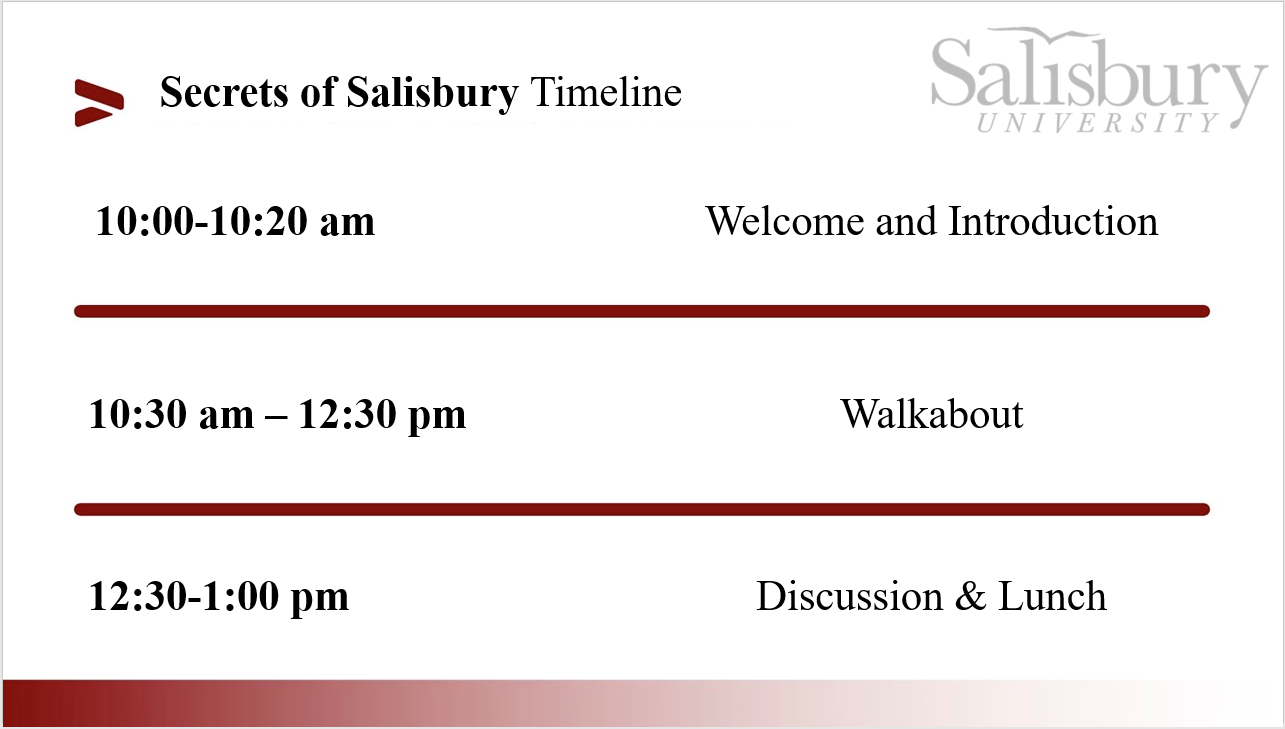 Secrets of Salisbury Timeline
Salisbury
UNIVERSITY
10:00-10:20 am Welcome and Introduction
10:30 am – 12:30 pm Walkabout
12:30-1:00 pm Discussion & Lunch